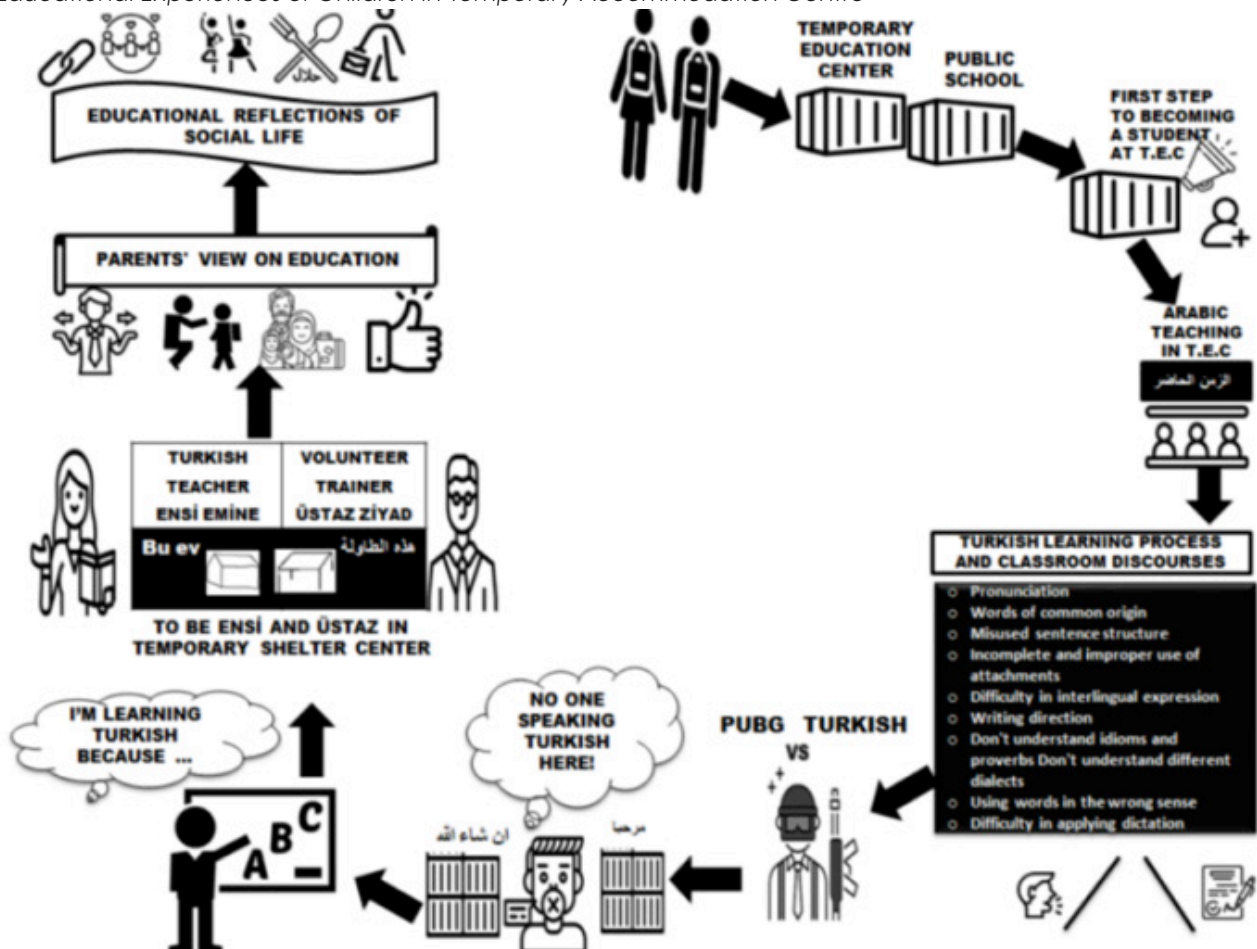 Educational Experiences of Children in Temporary Accommodation Centre
TEMPORARY
EDUCATION
CENTER
PUBLIC
SCHOOL
FIRST STEP
TO BECOMING
A STUDENT
AT T.E.C
ARABIC
TEACHING
IN T.E.C
الزمن الحاضر
TURKISH LEARNING PROCESS
AND CLASSROOM DISCOURSES
o Pronunciation
o Words of common origin
o Misused sentence structure
o Incomplete and improper use of
attachments
o Difficulty in interlingual expression
o Writing direction
o Don't understand idioms and
proverbs Don't understand different
dialects
o Using words in the wrong sense
o Difficulty in applying dictation
PUBG TURKISH
VS
NO ONE
SPEAKING
TURKISH
HERE!
ان شاء الله
مرحبا
I'M LEARNING
TURKISH
BECAUSE ...
A B C
TURKISH
TEACHER
ENSİ EMİNE
VOLUNTEER
TRAINER
ÜSTAZ ZİYAD
Bu ev
هذه الطاولة
TO BE ENSİ AND ÜSTAZ IN
TEMPORARY SHELTER CENTER
PARENTS' VIEW ON EDUCATION
EDUCATIONAL REFLECTIONS OF
SOCIAL LIFE
حلال